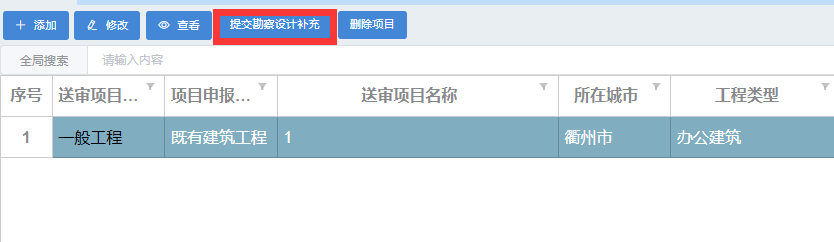 添加 修改 查看 提交勘察设计补充 删除项目
全局搜索 请输入内容
序号 送审项目... 项目申报... 送审项目名称 所在城市 工程类型
1 一般工程 既有建筑工程 1 衢州市 办公建筑